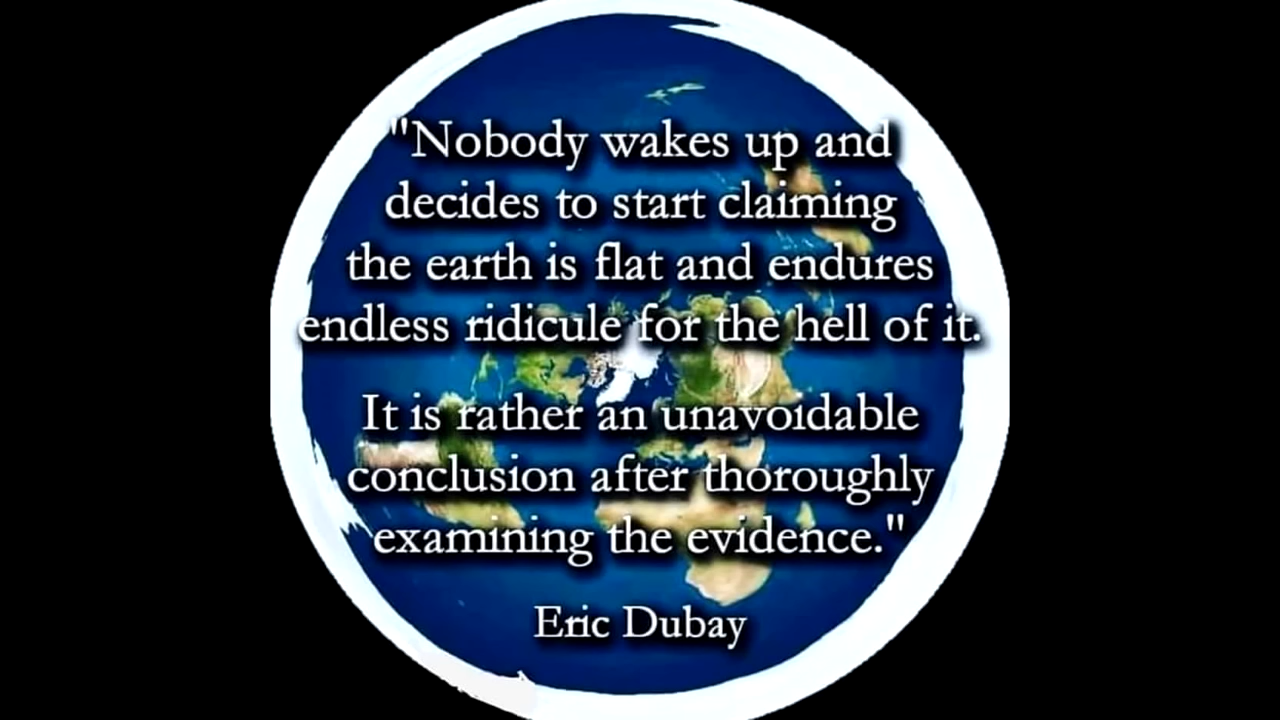 "Nobody wakes up and
decides to start claiming
the earth is flat and endures
endless ridicule for the hell of it.
It is rather an unavoidable
conclusion after thoroughly
examining the evidence."
Eric Dubay